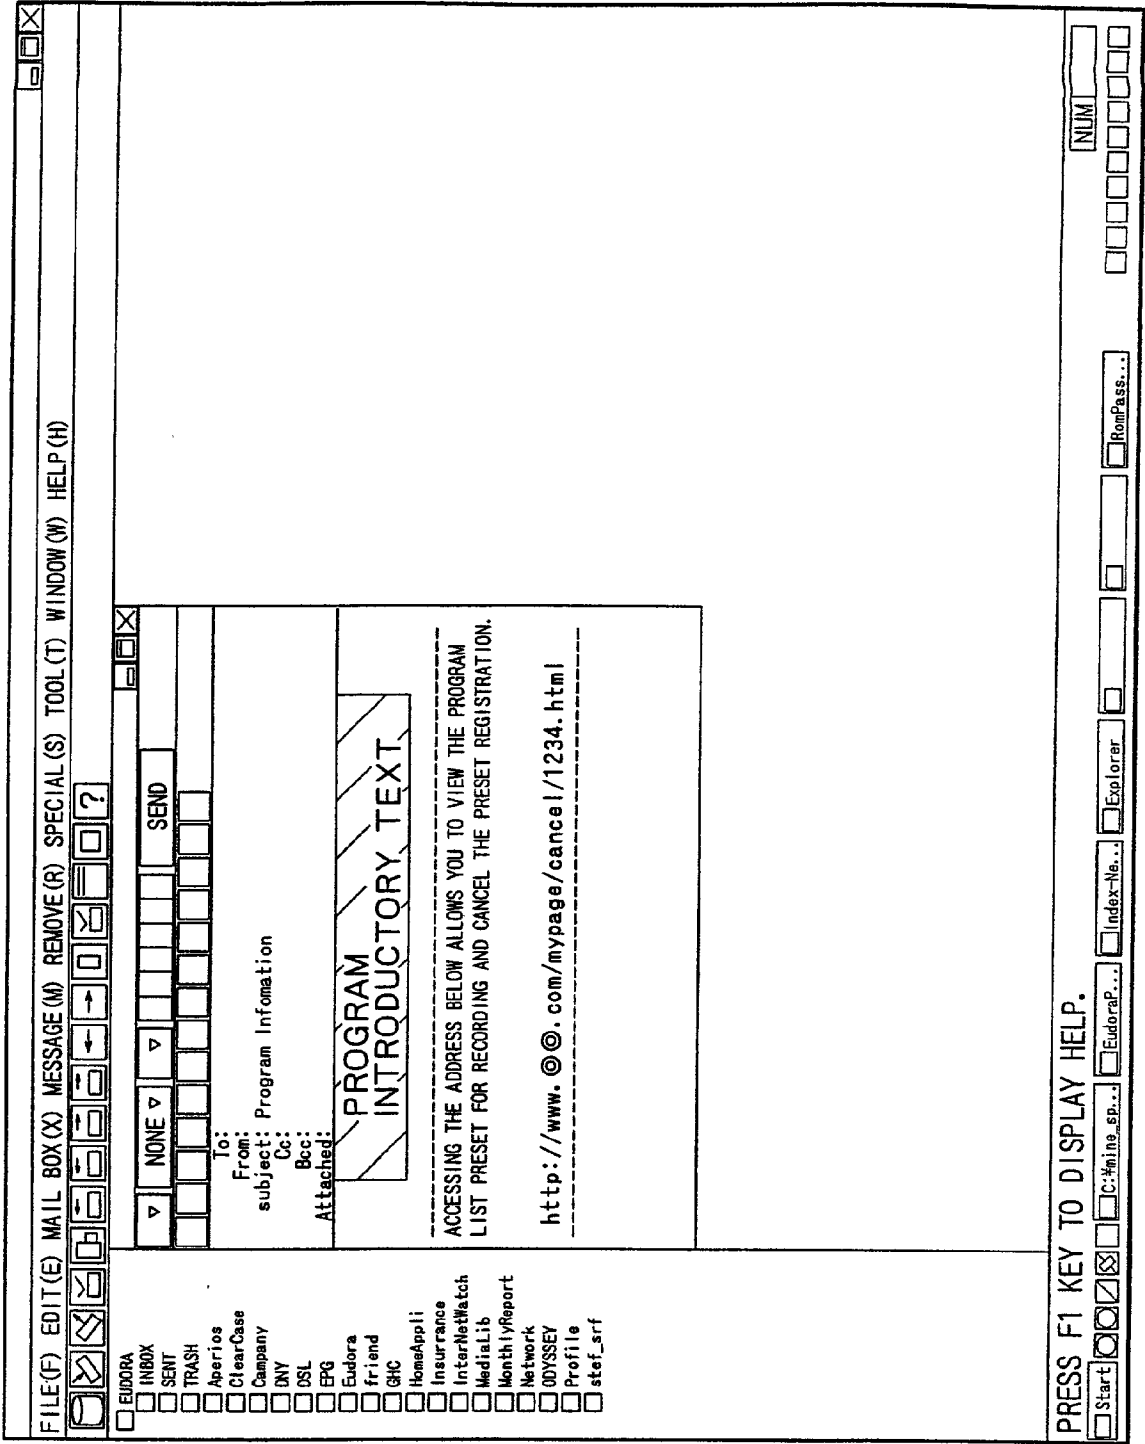 FILE(F) EDIT(E) MAIL BOX(X) MESSAGE(M) REMOVE(R) SPECIAL(S) TOOL(T) WINDOW(W) HELP(H)
?
EUDORA
INBOX
SENT
TRASH
Aperios
ClearCase
Campany
DNY
DSL
EPG
Eudora
friend
GHC
HomeAppli
Insurrance
InterNetWatch
MediaLib
MonthlyReport
Network
ODYSSEY
Profile
stef_srf
NONE
SEND
To:
From:
subject: Program Infomation
Cc:
Bcc:
Attached:
PROGRAM
INTRODUCTORY TEXT
ACCESSING THE ADDRESS BELOW ALLOWS YOU TO VIEW THE PROGRAM
LIST PRESET FOR RECORDING AND CANCEL THE PRESET REGISTRATION.
http://www.◎◎.com/mypage/cancel/1234.html
PRESS F1 KEY TO DISPLAY HELP.
NUM
Start
C:¥mine_sp...
EudoraP...
Index-Ne...
Explorer
RomPass...